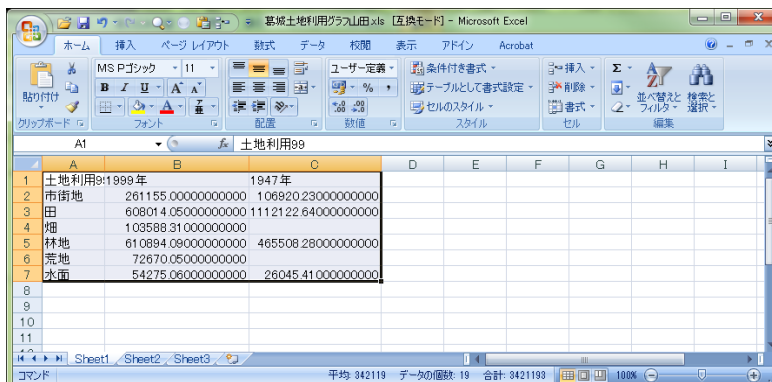 葛城土地利用グラフ山田.xls [互換モード] - Microsoft Excel
ホーム 挿入 ページ レイアウト 数式 データ 校閲 表示 アドイン Acrobat
MS Pゴシック 11 ユーザー定義 条件付き書式 挿入 Σ
貼り付け B I U A A % , テーブルとして書式設定 削除 並べ替えと フィルタ 検索と 選択
A 亜 .00 セルのスタイル 書式
クリップボード フォント 配置 数値 スタイル セル 編集
A1 fx 土地利用99
A B C D E F G H I
1 土地利用9 1999年 1947年
2 市街地 261155.00000000000 106920.23000000000
3 田 608014.05000000000 1112122.64000000000
4 畑 103588.31000000000
5 林地 610894.09000000000 465508.28000000000
6 荒地 72670.05000000000
7 水面 54275.06000000000 26045.41000000000
8
9
10
11
Sheet1 Sheet2 Sheet3
コマンド 平均: 342119 データの個数: 19 合計: 3421193 100%